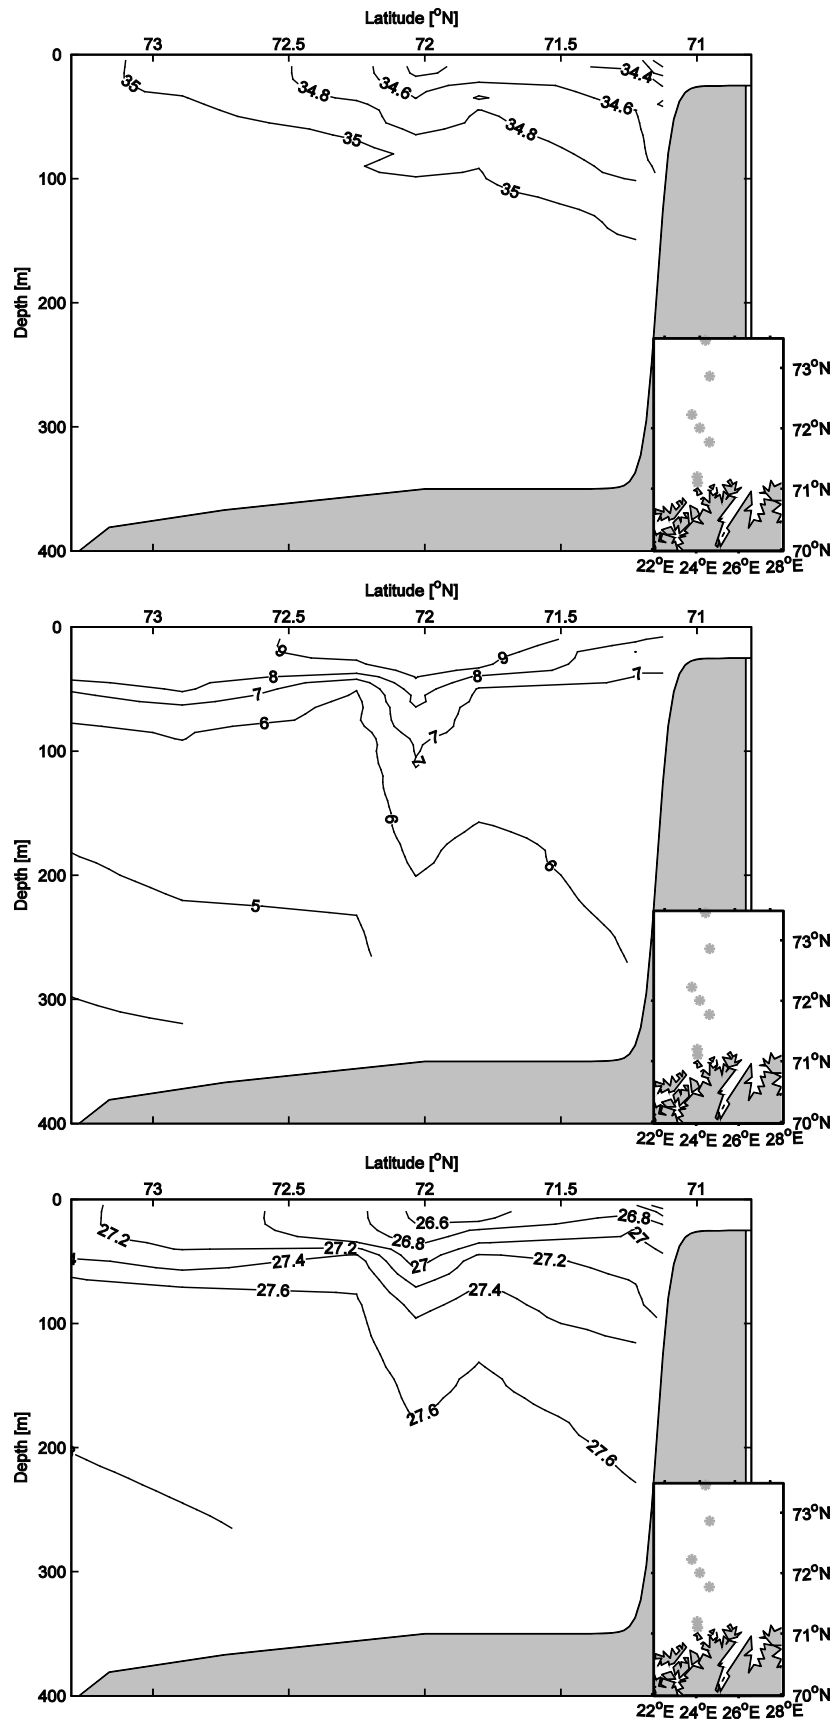 Latitude [°N]
73 72.5 72 71.5 71
0
35 34.8 34.6 34.4
34.6
35 34.8
100
35
Depth [m]
200
300
400
73°N
72°N
71°N
70°N
22°E 24°E 26°E 28°E
Latitude [°N]
73 72.5 72 71.5 71
0
9 9
8 8 7
7
6 7
100
7
6
6
Depth [m]
200
5
300
400
73°N
72°N
71°N
70°N
22°E 24°E 26°E 28°E
Latitude [°N]
73 72.5 72 71.5 71
0
26.6 26.8
27.2 26.8 27
27.2
27.4 27 27.2
27.6 27.4
100
27.6
27.6
Depth [m]
200
300
400
73°N
72°N
71°N
70°N
22°E 24°E 26°E 28°E